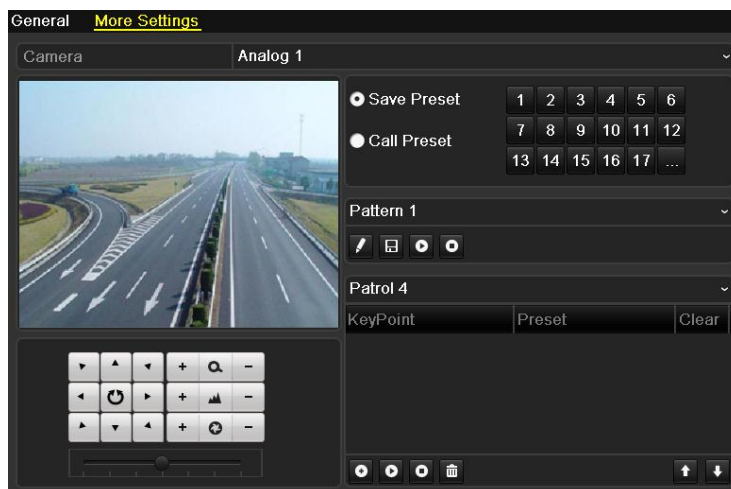 General More Settings
Camera Analog 1
Save Preset
Call Preset
1 2 3 4 5 6
7 8 9 10 11 12
13 14 15 16 17 ...
Pattern 1
Patrol 4
KeyPoint Preset Clear